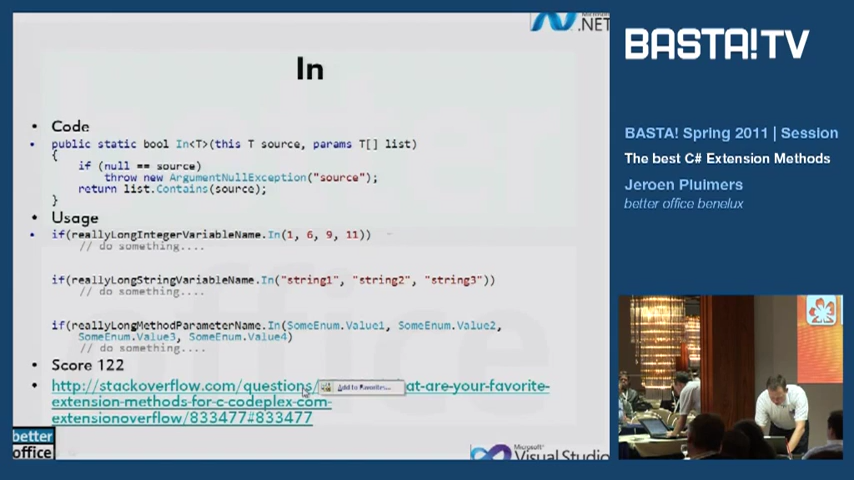 .NET
In
• Code
• public static bool In<T>(this T source, params T[] list)
{
if (null == source)
throw new ArgumentNullException("source");
return list.Contains(source);
}
• Usage
• if(reallyLongIntegerVariableName.In(1, 6, 9, 11))
// do something....
if(reallyLongStringVariableName.In("string1", "string2", "string3"))
// do something....
if(reallyLongMethodParameterName.In(SomeEnum.Value1, SomeEnum.Value2,
SomeEnum.Value3, SomeEnum.Value4)
// do something....
• Score 122
• http://stackoverflow.com/questions/ Add to Favorites... at-are-your-favorite-
extension-methods-for-c-codeplex-com-
extensionoverflow/833477#833477
better
office
Microsoft
Visual Studio
BASTA!TV
BASTA! Spring 2011 | Session
The best C# Extension Methods
Jeroen Pluimers
better office benelux